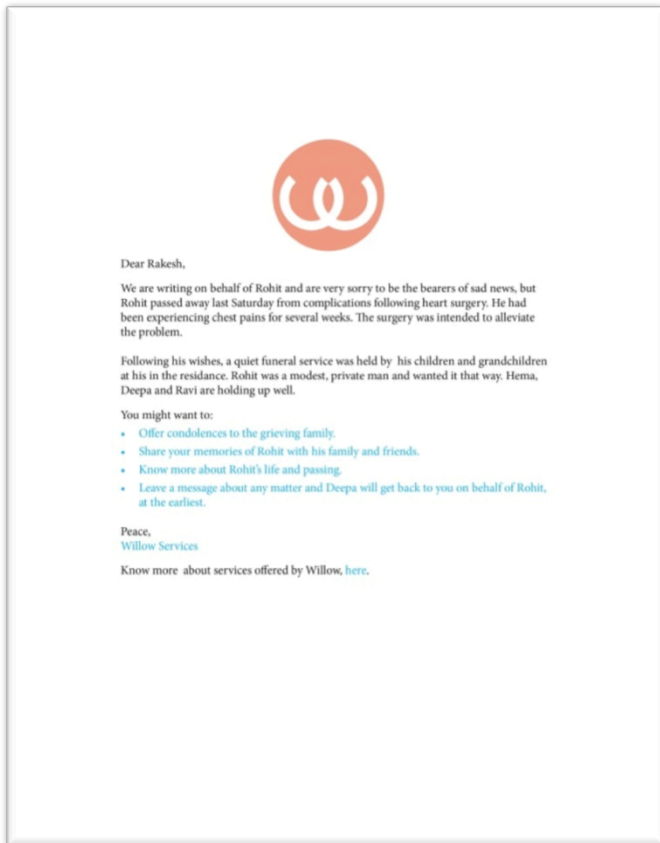 Dear Rakesh,
We are writing on behalf of Rohit and are very sorry to be the bearers of sad news, but
Rohit passed away last Saturday from complications following heart surgery. He had
been experiencing chest pains for several weeks. The surgery was intended to alleviate
the problem.
Following his wishes, a quiet funeral service was held by  his children and grandchildren
at his in the residance. Rohit was a modest, private man and wanted it that way. Hema,
Deepa and Ravi are holding up well.
You might want to:
• Offer condolences to the grieving family.
• Share your memories of Rohit with his family and friends.
• Know more about Rohit's life and passing.
• Leave a message about any matter and Deepa will get back to you on behalf of Rohit,
at the earliest.
Peace,
Willow Services
Know more  about services offered by Willow, here.